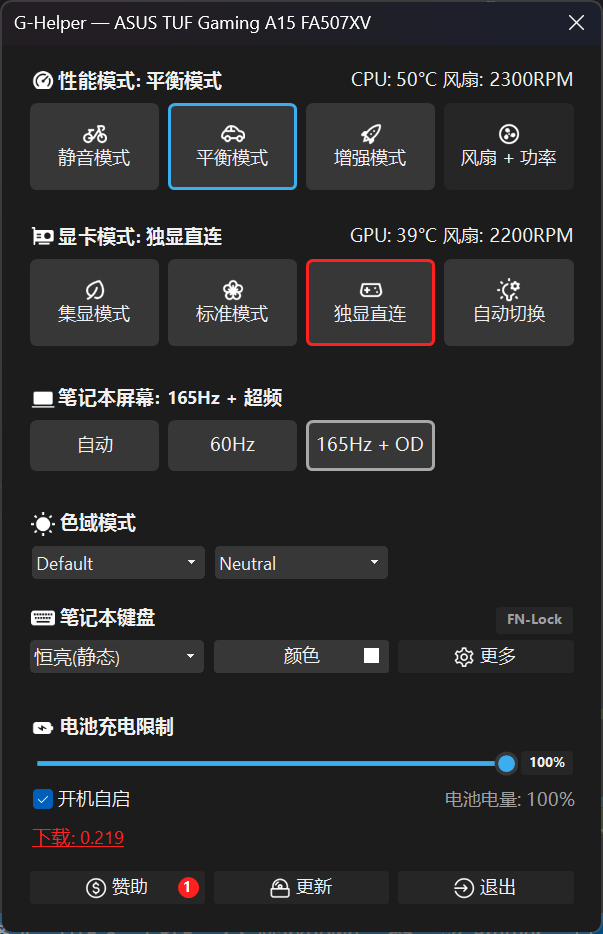 G-Helper — ASUS TUF Gaming A15 FA507XV
性能模式: 平衡模式 CPU: 50°C 风扇: 2300RPM
静音模式 平衡模式 增强模式 风扇 + 功率
显卡模式: 独显直连 GPU: 39°C 风扇: 2200RPM
集显模式 标准模式 独显直连 自动切换
笔记本屏幕: 165Hz + 超频
自动 60Hz 165Hz + OD
色域模式
Default Neutral
笔记本键盘 FN-Lock
恒亮(静态) 颜色 更多
电池充电限制
100%
开机自启 电池电量: 100%
下载: 0.219
赞助 1 更新 退出